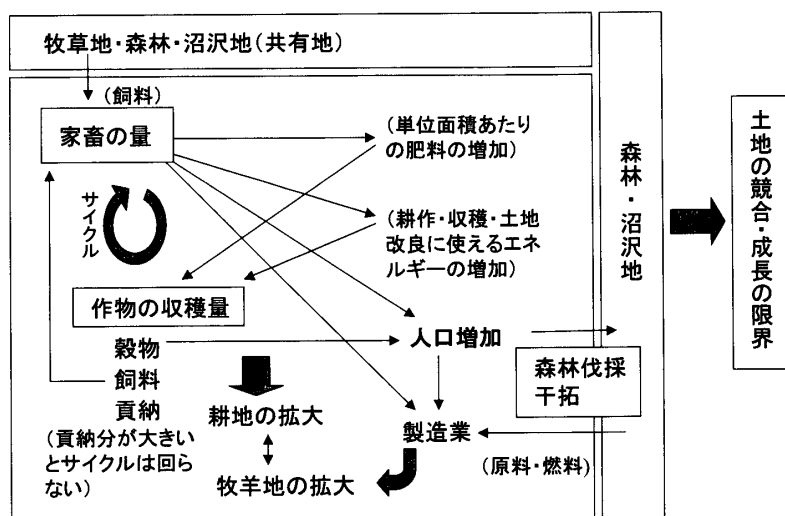 牧草地・森林・沼沢地(共有地)
(飼料)
家畜の量
(単位面積あたり
の肥料の増加)
サイクル
(耕作・収穫・土地
改良に使えるエネ
ルギーの増加)
作物の収穫量
穀物
飼料
貢納
(貢納分が大きい
とサイクルは回ら
ない)
人口増加
耕地の拡大
製造業
牧羊地の拡大
(原料・燃料)
森林伐採
干拓
森林・沼沢地
土地の競合・成長の限界